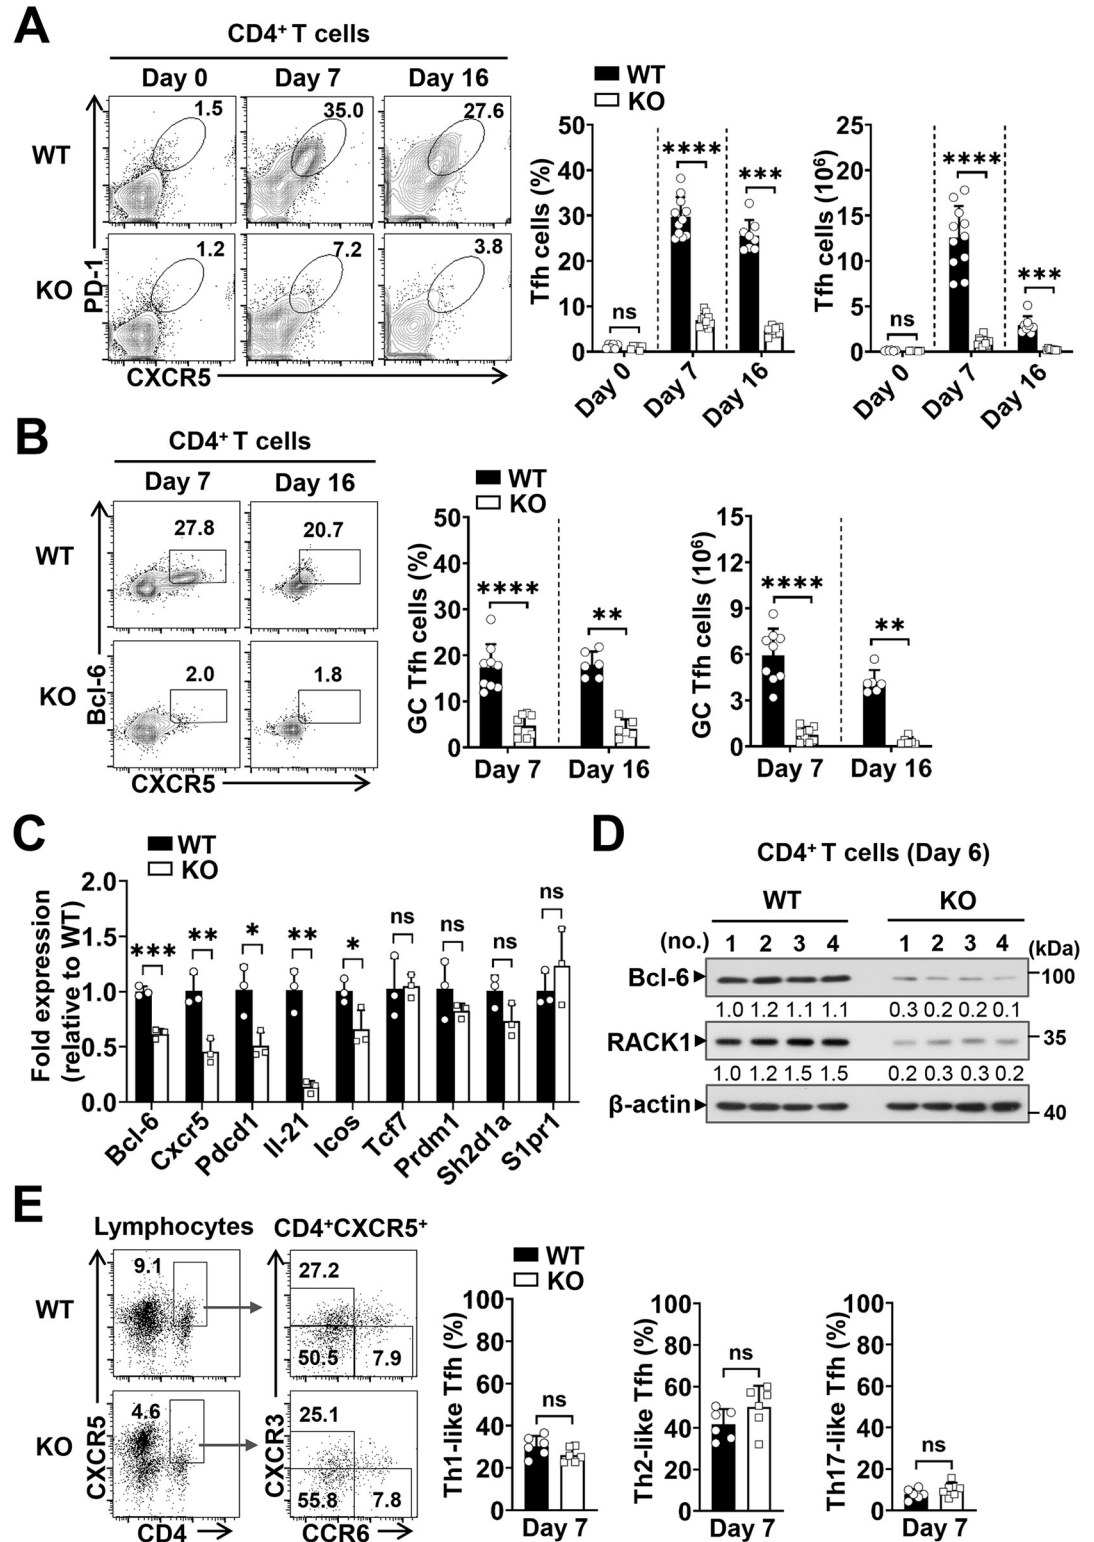 A
CD4+ T cells
Day 0 Day 7 Day 16
WT
1.5 35.0 27.6
KO
1.2 7.2 3.8
PD-1
CXCR5
WT
KO
Tfh cells (%)
50
40
30
20
10
0
ns **** ***
Day 0 Day 7 Day 16
Tfh cells (10⁶)
25
20
15
10
5
0
ns **** ***
Day 0 Day 7 Day 16
B
CD4+ T cells
Day 7 Day 16
WT
27.8 20.7
KO
2.0 1.8
Bcl-6
CXCR5
WT
KO
GC Tfh cells (%)
50
40
30
20
10
0
**** **
Day 7 Day 16
GC Tfh cells (10⁶)
15
12
9
6
3
0
**** **
Day 7 Day 16
C
WT
KO
Fold expression
(relative to WT)
2.0
1.5
1.0
0.5
0.0
*** ** * ** * ns ns ns ns
Bcl-6 Cxcr5 Pdcd1 Il-21 Icos Tcf7 Prdm1 Sh2d1a S1pr1
D
CD4+ T cells (Day 6)
WT KO
(no.) 1 2 3 4 1 2 3 4 (kDa)
Bcl-6 100
1.0 1.2 1.1 1.1 0.3 0.2 0.2 0.1
RACK1 35
1.0 1.2 1.5 1.5 0.2 0.3 0.3 0.2
β-actin 40
E
Lymphocytes CD4+CXCR5+
WT
9.1 27.2
50.5 7.9
KO
4.6 25.1
55.8 7.8
CXCR5
CD4
CXCR3
CCR6
WT
KO
Th1-like Tfh (%)
100
80
60
40
20
0
ns
Day 7
Th2-like Tfh (%)
100
80
60
40
20
0
ns
Day 7
Th17-like Tfh (%)
100
80
60
40
20
0
ns
Day 7